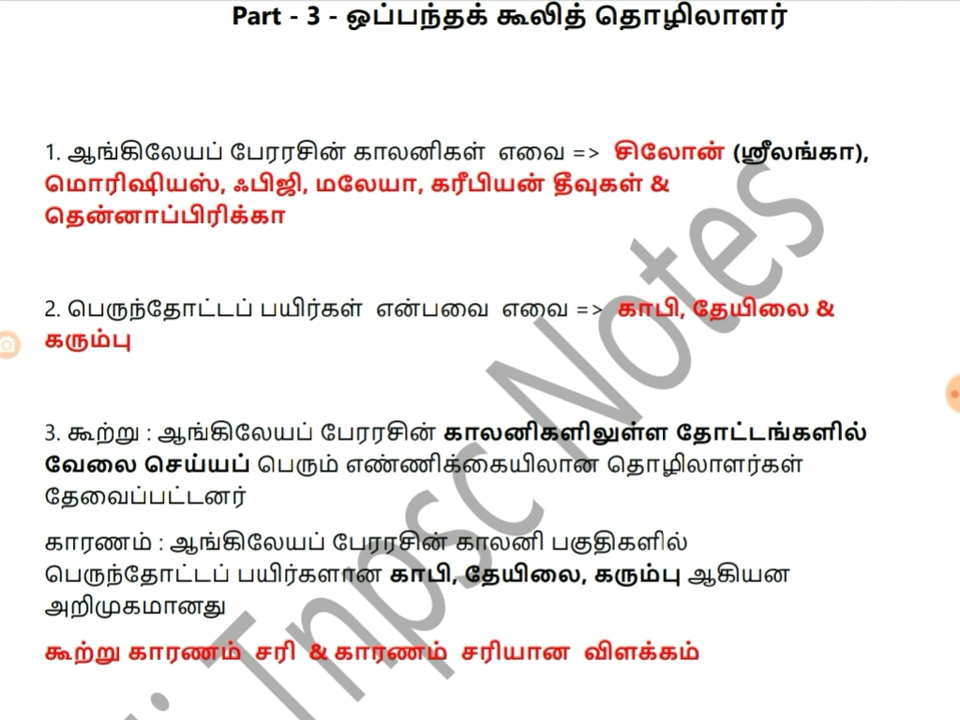 Part - 3 - ஒப்பந்தக் கூலித் தொழிலாளர்
1. ஆங்கிலேயப் பேரரசின் காலனிகள் எவை => சிலோன் (ஸ்ரீலங்கா),
மொரிஷியஸ், ஃபிஜி, மலேயா, கரீபியன் தீவுகள் &
தென்னாப்பிரிக்கா
2. பெருந்தோட்டப் பயிர்கள் என்பவை எவை => காபி, தேயிலை &
கரும்பு
3. கூற்று : ஆங்கிலேயப் பேரரசின் காலனிகளிலுள்ள தோட்டங்களில்
வேலை செய்யப் பெரும் எண்ணிக்கையிலான தொழிலாளர்கள்
தேவைப்பட்டனர்
காரணம் : ஆங்கிலேயப் பேரரசின் காலனி பகுதிகளில்
பெருந்தோட்டப் பயிர்களான காபி, தேயிலை, கரும்பு ஆகியன
அறிமுகமானது
கூற்று காரணம் சரி & காரணம் சரியான விளக்கம்
: Tnpsc Notes